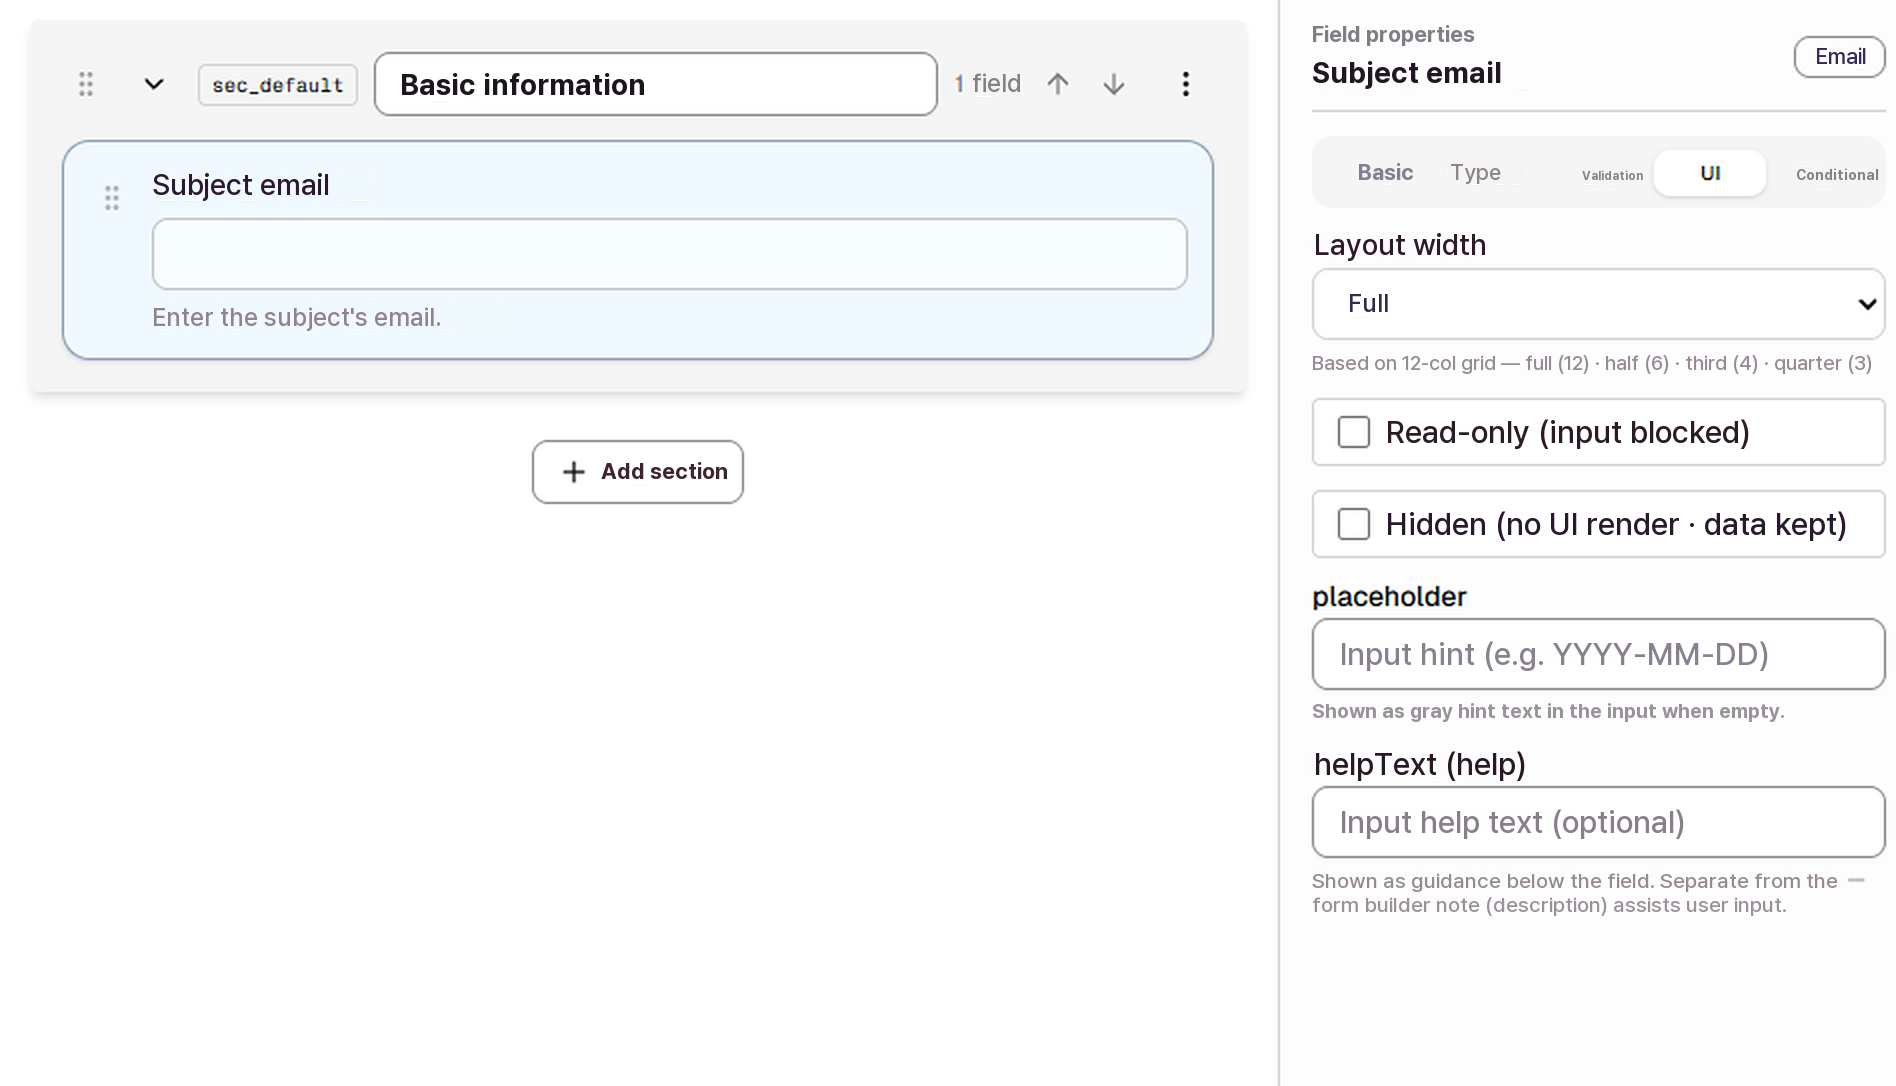 sec_default
Basic information
1 field
Subject email
Enter the subject's email.
Add section
Field properties
Subject email
Email
Basic
Type
Validation
UI
Conditional
Layout width
Full
Based on 12-col grid — full (12) · half (6) · third (4) · quarter (3)
Read-only (input blocked)
Hidden (no UI render · data kept)
placeholder
Input hint (e.g. YYYY-MM-DD)
Shown as gray hint text in the input when empty.
helpText (help)
Input help text (optional)
Shown as guidance below the field. Separate from the —
form builder note (description) assists user input.